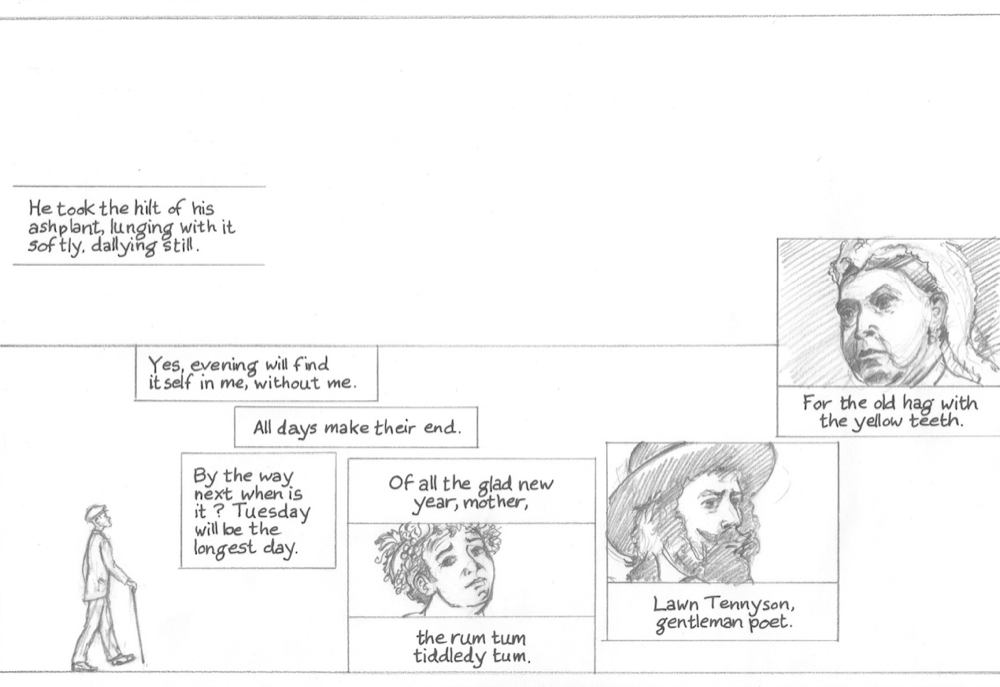 He took the hilt of his
ashplant, lunging with it
softly. dallying still.
Yes, evening will find
itself in me, without me.
All days make their end.
By the way
next when is
it? Tuesday
will be the
longest day.
Of all the glad new
year, mother,
the rum tum
tiddledy tum.
Lawn Tennyson,
gentleman poet.
For the old hag with
the yellow teeth.